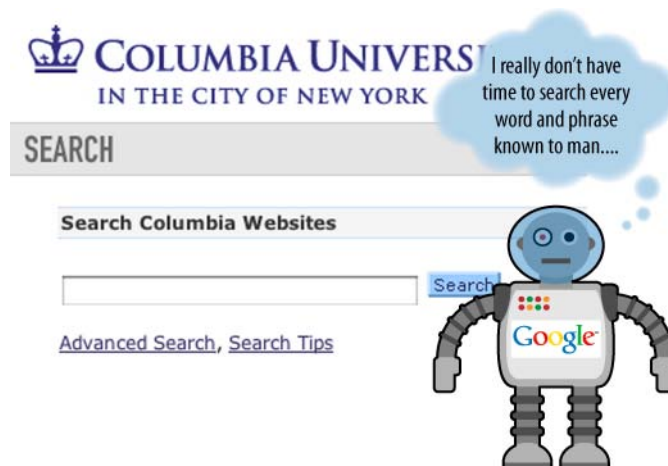 COLUMBIA UNIVERS
IN THE CITY OF NEW YORK
I really don't have
time to search every
word and phrase
known to man....
SEARCH
Search Columbia Websites
Search
Advanced Search, Search Tips
Google™